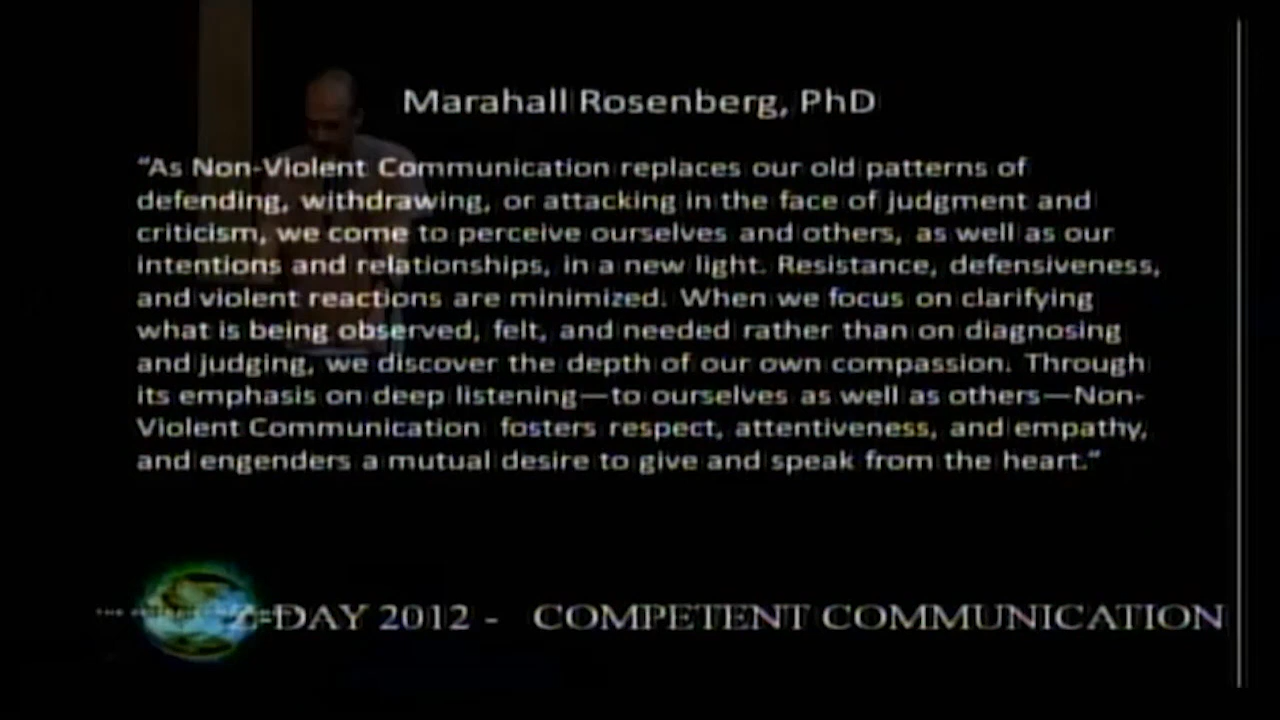 Marahall Rosenberg, PhD
“As Non-Violent Communication replaces our old patterns of
defending, withdrawing, or attacking in the face of judgment and
criticism, we come to perceive ourselves and others, as well as our
intentions and relationships, in a new light. Resistance, defensiveness,
and violent reactions are minimized. When we focus on clarifying
what is being observed, felt, and needed rather than on diagnosing
and judging, we discover the depth of our own compassion. Through
its emphasis on deep listening—to ourselves as well as others—Non-
Violent Communication fosters respect, attentiveness, and empathy,
and engenders a mutual desire to give and speak from the heart.“
Z-DAY 2012 - COMPETENT COMMUNICATION